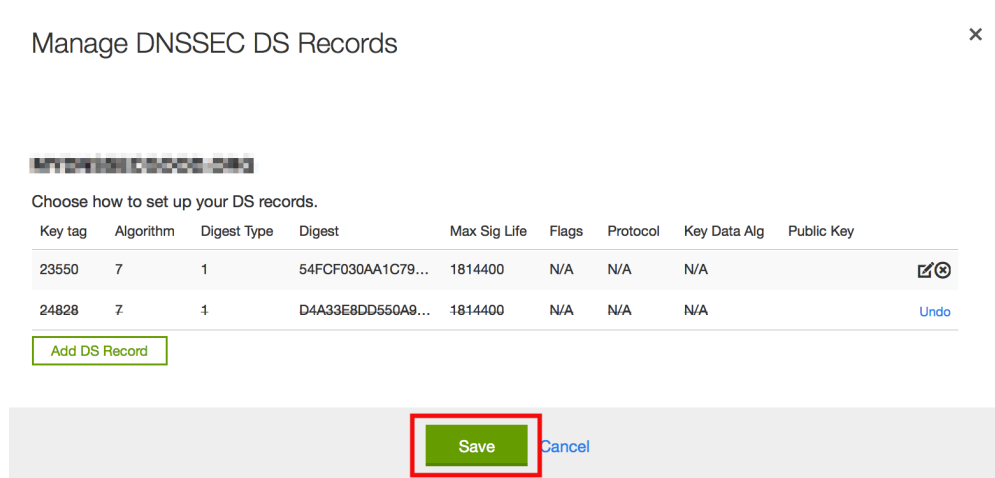 Manage DNSSEC DS Records
Choose how to set up your DS records.
Key tag Algorithm Digest Type Digest Max Sig Life Flags Protocol Key Data Alg Public Key
23550 7 1 54FCF030AA1C79... 1814400 N/A N/A N/A
24828 7 1 D4A33E8DD550A9... 1814400 N/A N/A N/A Undo
Add DS Record
Save Cancel